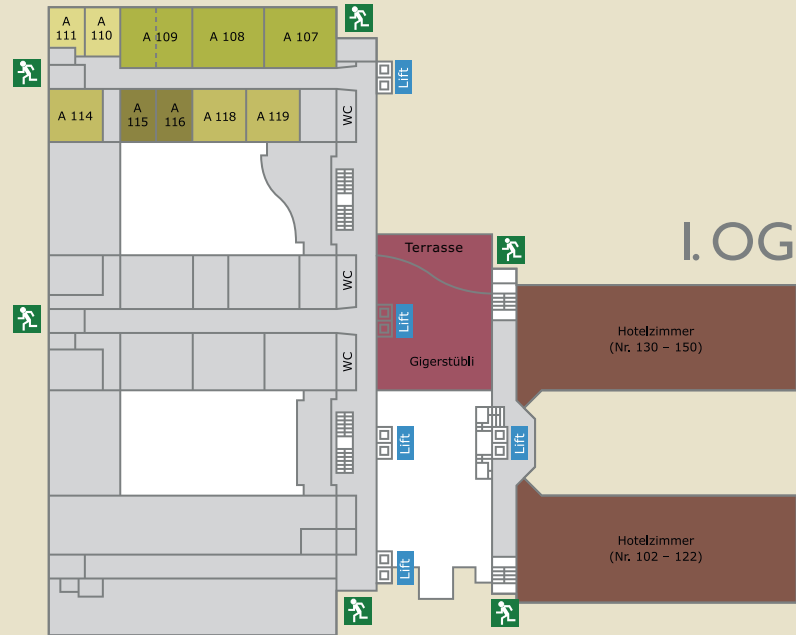 A
111
A
110
A 109
A 108
A 107
Lift
A 114
A
115
A
116
A 118
A 119
WC
Terrasse
I. OG
WC
Lift
Hotelzimmer
(Nr. 130 – 150)
WC
Gigerstübli
Lift
Lift
Hotelzimmer
(Nr. 102 – 122)
Lift